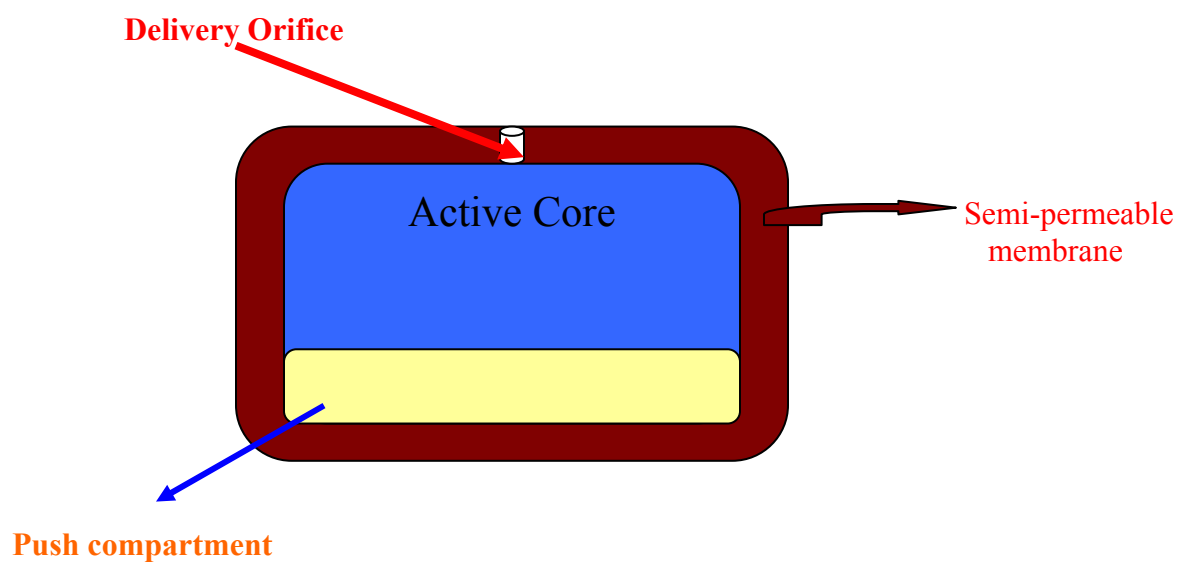 Delivery Orifice
Active Core
Semi-permeable
membrane
Push compartment